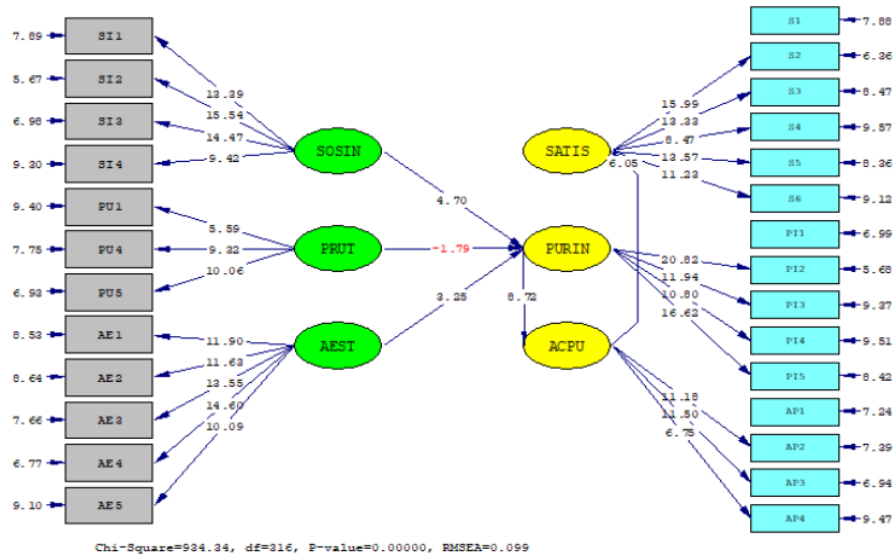 7.89 SI1
5.67 SI2
6.98 SI3
9.30 SI4
9.40 PU1
7.75 PU4
6.93 PU5
8.53 AE1
8.64 AE2
7.66 AE3
6.77 AE4
9.10 AE5
13.39
15.54
14.47
9.42
5.59
9.32
10.06
11.90
11.63
13.55
14.60
10.09
SOSIN
PRUT
AEST
4.70
-1.79
3.25
SATIS
PURIN
ACPU
8.72
6.05
15.99
13.33
8.47
13.57
11.23
20.82
11.94
10.80
16.62
11.18
11.50
6.75
S1 7.88
S2 6.36
S3 8.47
S4 9.57
S5 8.36
S6 9.12
PI1 6.99
PI2 5.68
PI3 9.37
PI4 9.51
PI5 8.42
AP1 7.24
AP2 7.39
AP3 6.94
AP4 9.47
Chi-Square=934.34, df=316, P-value=0.00000, RMSEA=0.099